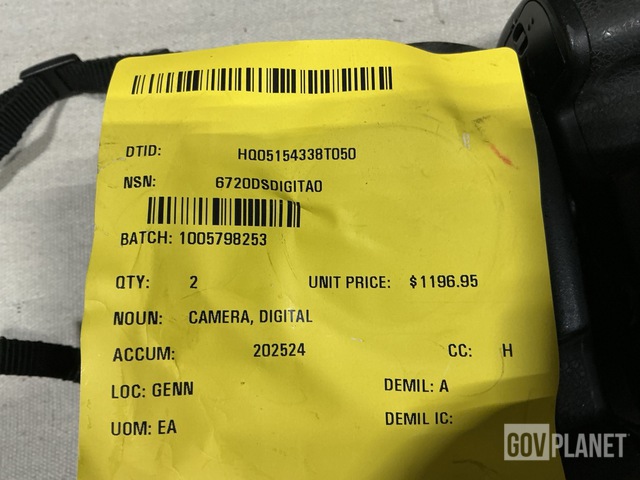 DTID: HQ05154338T050
NSN: 6720DSDIGITA0
BATCH: 1005798253
QTY: 2 UNIT PRICE: $1196.95
NOUN: CAMERA, DIGITAL
ACCUM: 202524 CC: H
LOC: GENN DEMIL: A
UOM: EA DEMIL IC:
GOVPLANET